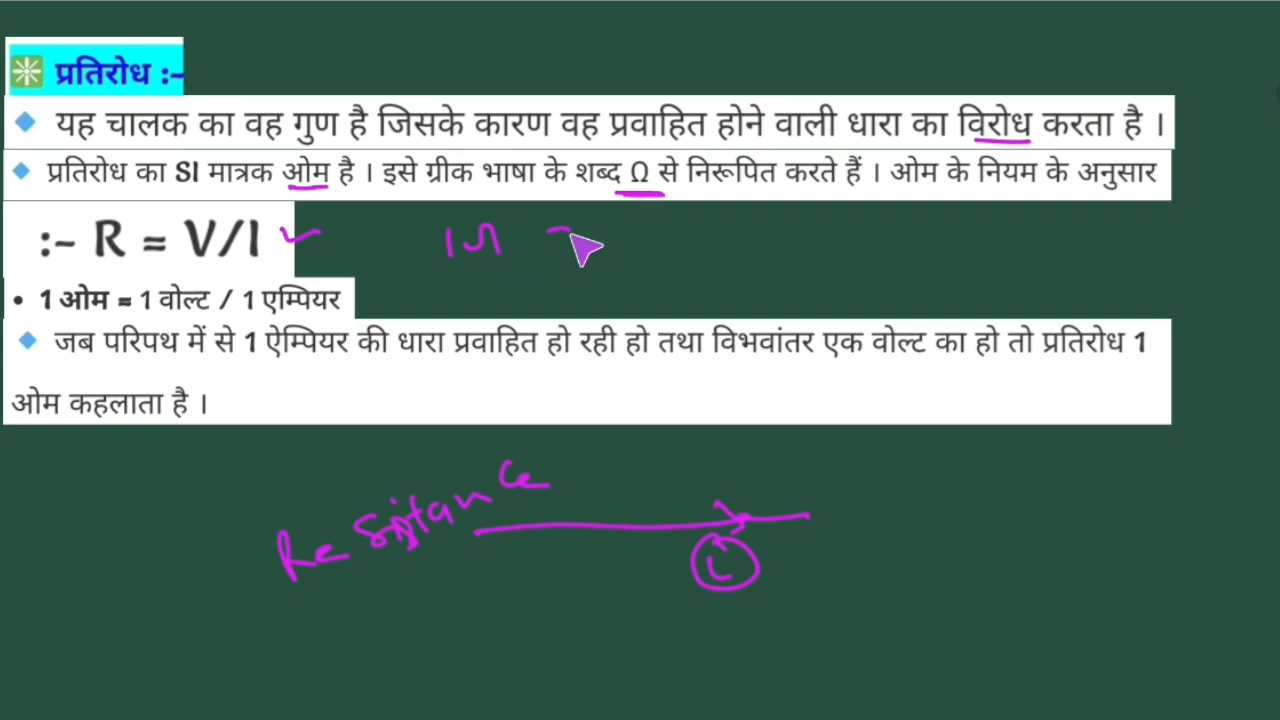 प्रतिरोध :~
यह चालक का वह गुण है जिसके कारण वह प्रवाहित होने वाली धारा का विरोध करता है ।
प्रतिरोध का SI मात्रक ओम है । इसे ग्रीक भाषा के शब्द Ω से निरूपित करते हैं । ओम के नियम के अनुसार
:~ R = V/I
• 1 ओम = 1 वोल्ट / 1 एम्पियर
जब परिपथ में से 1 ऐम्पियर की धारा प्रवाहित हो रही हो तथा विभवांतर एक वोल्ट का हो तो प्रतिरोध 1
ओम कहलाता है ।
Resistance